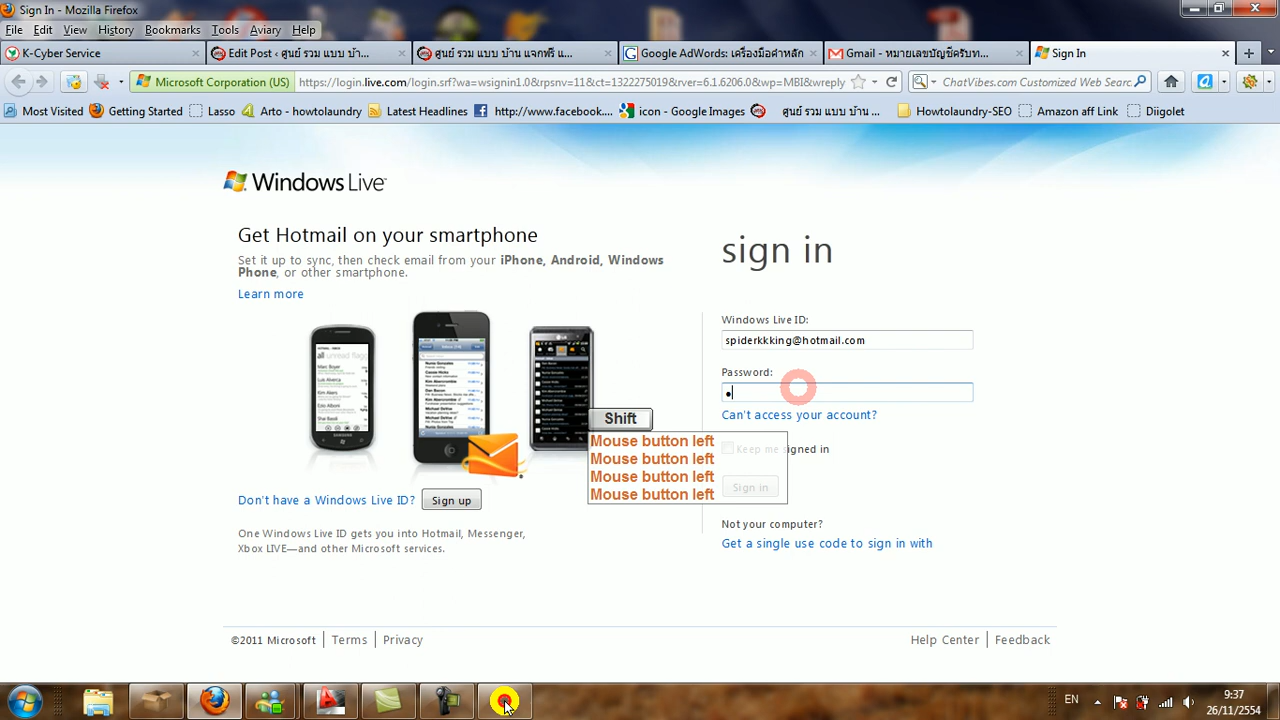 Sign In - Mozilla Firefox
File Edit View History Bookmarks Tools Aviary Help
K-Cyber Service
Edit Post ‹ ศูนย์ รวม แบบ บ้าน...
ศูนย์ รวม แบบ บ้าน แจกฟรี แ...
Google AdWords: เครื่องมือคำหลัก
Gmail - หมายเลขบัญชีครับท...
Sign In
Microsoft Corporation (US)
https://login.live.com/login.srf?wa=wsignin1.0&rpsnv=11&ct=1322275019&rver=6.1.6206.0&wp=MBI&wreply
ChatVibes.com Customized Web Searc
Most Visited Getting Started Lasso Arto - howtolaundry Latest Headlines http://www.facebook.... icon - Google Images ศูนย์ รวม แบบ บ้าน ... Howtolaundry-SEO Amazon aff Link Diigolet
Windows Live
Get Hotmail on your smartphone
Set it up to sync, then check email from your iPhone, Android, Windows
Phone, or other smartphone.
Learn more
sign in
Windows Live ID:
@hotmail.com
Password:
Can't access your account?
Shift
Mouse button left
Mouse button left
Mouse button left
Mouse button left
Keep me signed in
Sign in
Don't have a Windows Live ID? Sign up
One Windows Live ID gets you into Hotmail, Messenger,
Xbox LIVE—and other Microsoft services.
Not your computer?
Get a single use code to sign in with
©2011 Microsoft Terms Privacy
Help Center Feedback
EN
9:37
26/11/2554